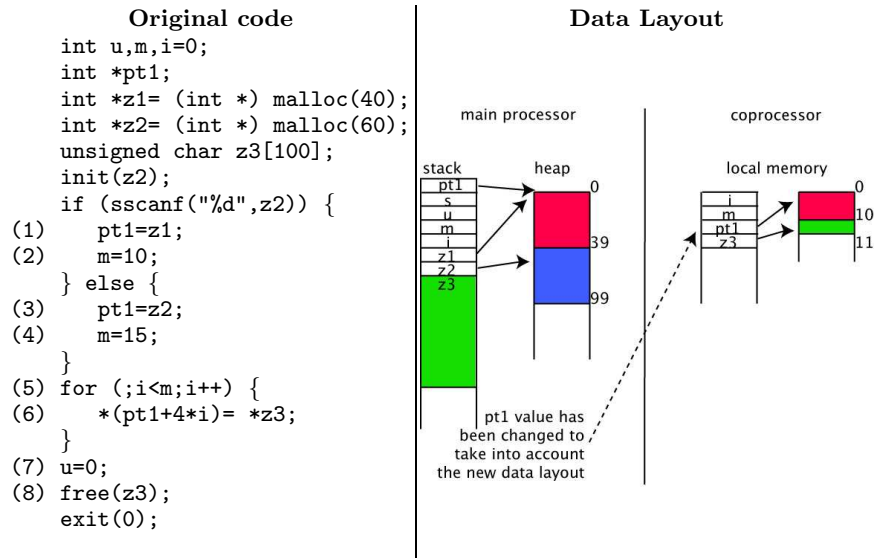 Original code
int u,m,i=0;
int *pt1;
int *z1= (int *) malloc(40);
int *z2= (int *) malloc(60);
unsigned char z3[100];
init(z2);
if (sscanf("%d",z2)) {
(1) pt1=z1;
(2) m=10;
} else {
(3) pt1=z2;
(4) m=15;
}
(5) for (;i<m;i++) {
(6) *(pt1+4*i)= *z3;
}
(7) u=0;
(8) free(z3);
exit(0);
Data Layout
main processor
stack
pt1
s
u
m
i
z1
z2
z3
heap
0
39
99
coprocessor
local memory
i
m
pt1
z3
0
10
11
pt1 value has
been changed to
take into account
the new data layout